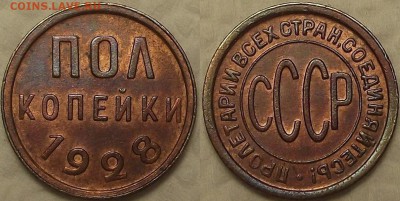 COINS.LAVE.RU
ПОЛ
КОПЕЙКИ
1928
ПРОЛЕТАРИИ ВСЕХ СТРАН, СОЕДИНЯЙТЕСЬ!
СССР